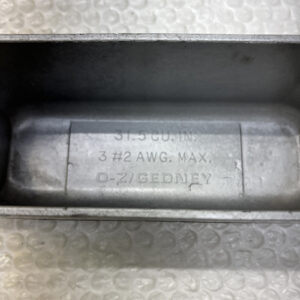 31.5 CU. IN.
3 #2 AWG. MAX.
O-Z/GEDNEY